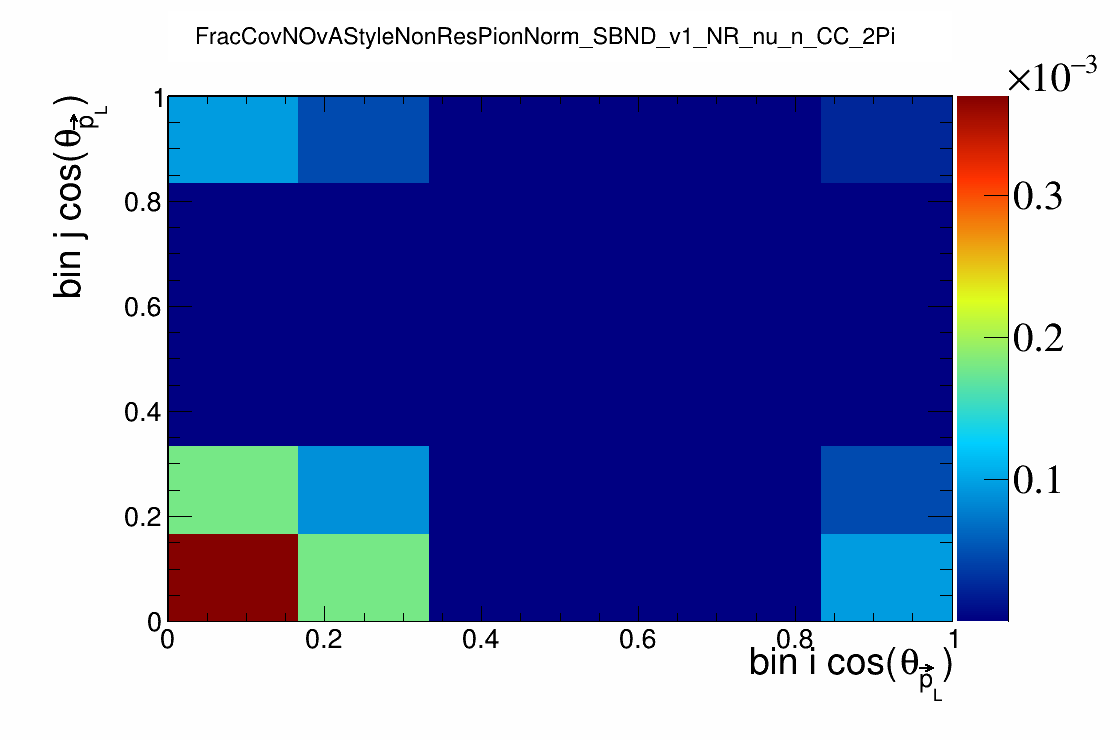 FracCovNOvAStyleNonResPionNorm_SBND_v1_NR_nu_n_CC_2Pi
×10⁻³
bin j cos(θ_p⃗_L)
1
0.8
0.6
0.4
0.2
0
0 0.2 0.4 0.6 0.8 1
bin i cos(θ_p⃗_L)
0.3
0.2
0.1